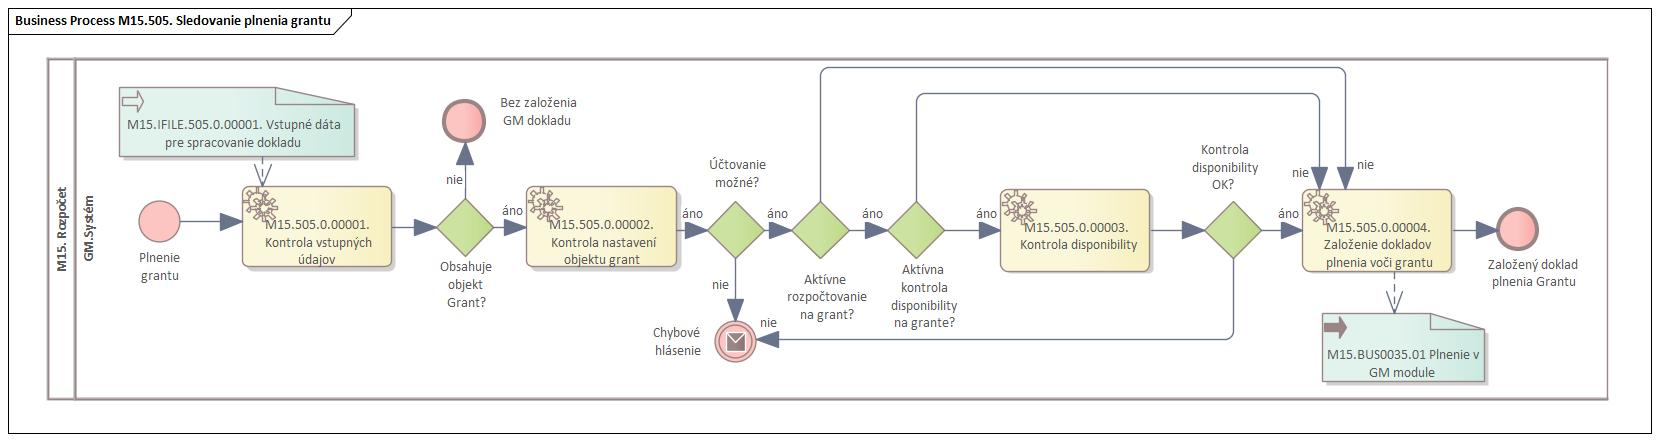 Business Process M15.505. Sledovanie plnenia grantu
M15. Rozpočet
GM.Systém
M15.IFILE.505.0.00001. Vstupné dáta
pre spracovanie dokladu
Plnenie
grantu
M15.505.0.00001.
Kontrola vstupných
údajov
Bez založenia
GM dokladu
nie
Obsahuje
objekt
Grant?
áno
M15.505.0.00002.
Kontrola nastavení
objektu grant
áno
Účtovanie
možné?
nie
Chybové
hlásenie
áno
Aktívne
rozpočtovanie
na grant?
áno
Aktívna
kontrola
disponibility
na grante?
áno
M15.505.0.00003.
Kontrola disponibility
Kontrola
disponibility
OK?
nie
áno
nie
nie
M15.505.0.00004.
Založenie dokladov
plnenia voči grantu
Založený doklad
plnenia Grantu
M15.BUS0035.01 Plnenie v
GM module